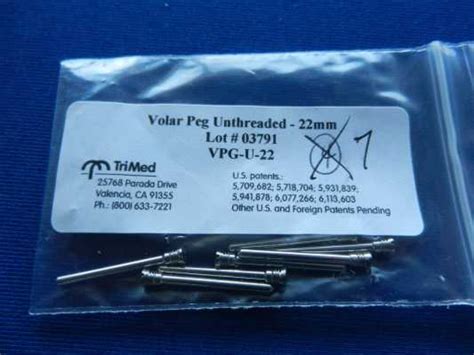 Volar Peg Unthreaded - 22mm
Lot # 03791
VPG-U-22
7
TriMed
25768 Parada Drive
Valencia, CA 91355
Ph.: (800) 633-7221
U.S. patents:
5,709,682; 5,718,704; 5,931,839;
5,941,878; 6,077,266; 6,113,603
Other U.S. and Foreign Patents Pending